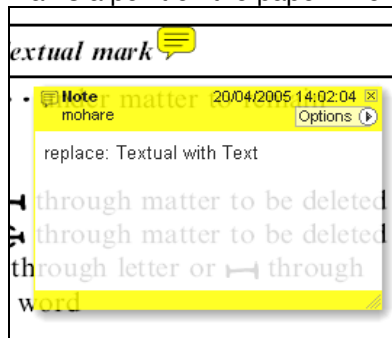 extual mark
under matter to remain
Note 20/04/2005 14:02:04
mohare Options
replace: Textual with Text
through matter to be deleted
through matter to be deleted
through letter or through
word